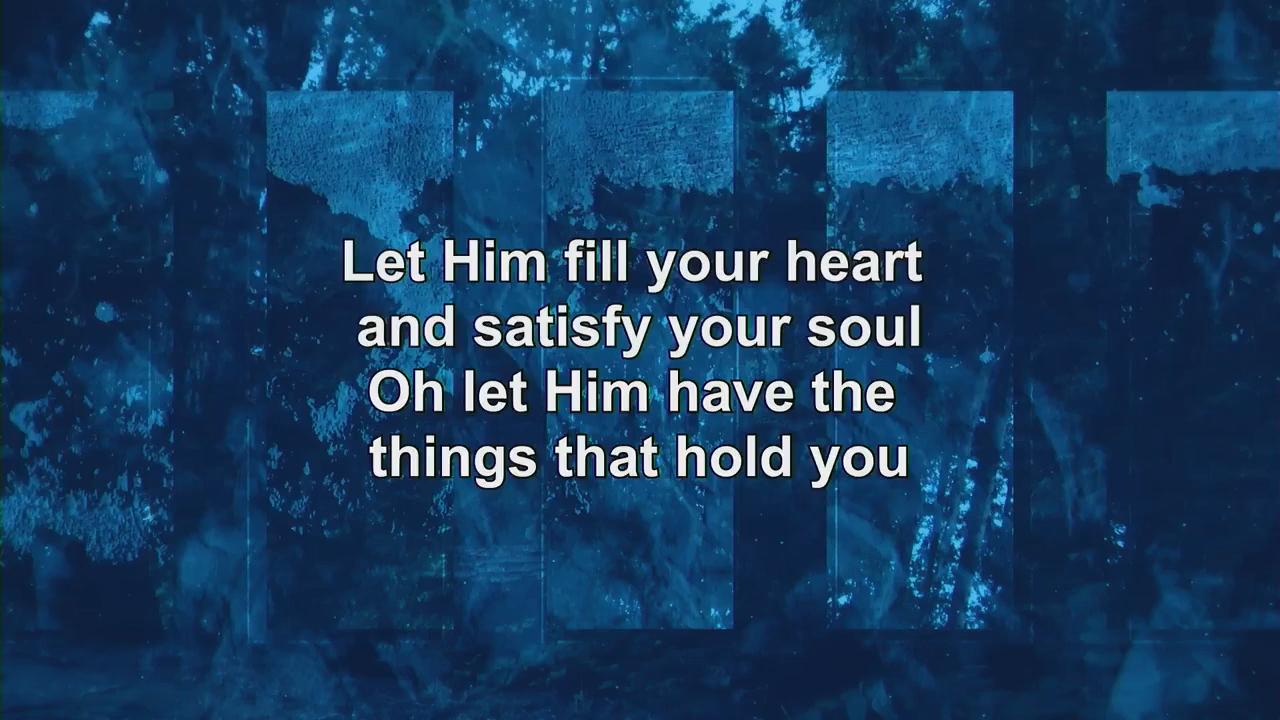 Let Him fill your heart
and satisfy your soul
Oh let Him have the
things that hold you